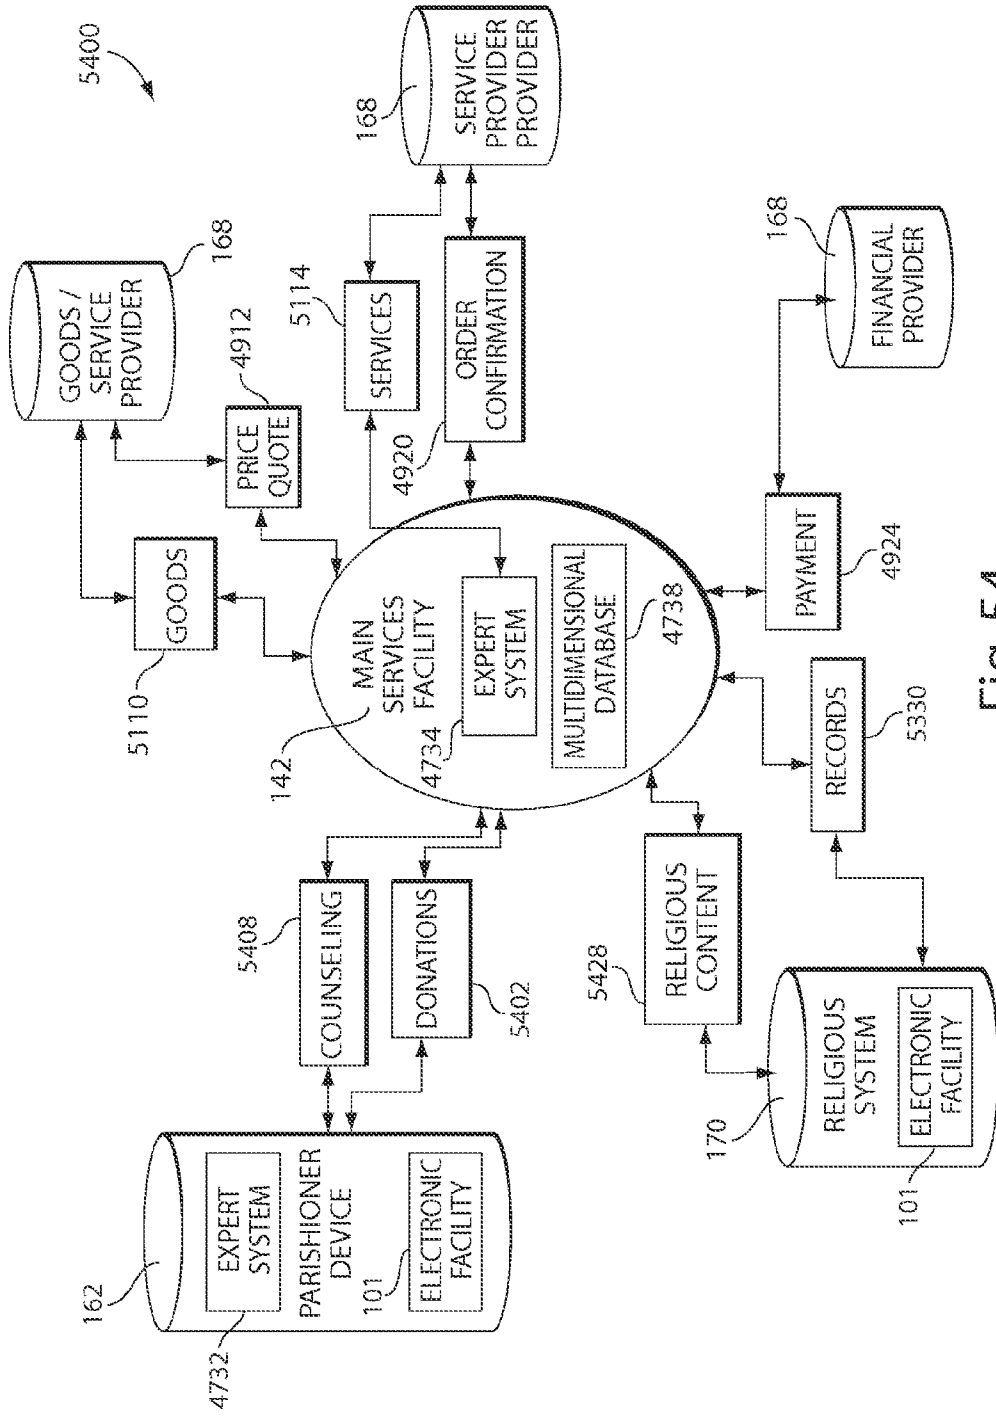 5400
162
EXPERT
SYSTEM
4732
PARISHIONER
DEVICE
101
ELECTRONIC
FACILITY
COUNSELING
5408
DONATIONS
5402
5110
GOODS
GOODS /
SERVICE
PROVIDER
168
PRICE
QUOTE
4912
5114
SERVICES
168
SERVICE
PROVIDER
PROVIDER
ORDER
CONFIRMATION
4920
142
MAIN
SERVICES
FACILITY
4734
EXPERT
SYSTEM
MULTIDIMENSIONAL
DATABASE
4738
5428
RELIGIOUS
CONTENT
170
RELIGIOUS
SYSTEM
ELECTRONIC
FACILITY
101
RECORDS
5330
PAYMENT
4924
168
FINANCIAL
PROVIDER
Fig. 54